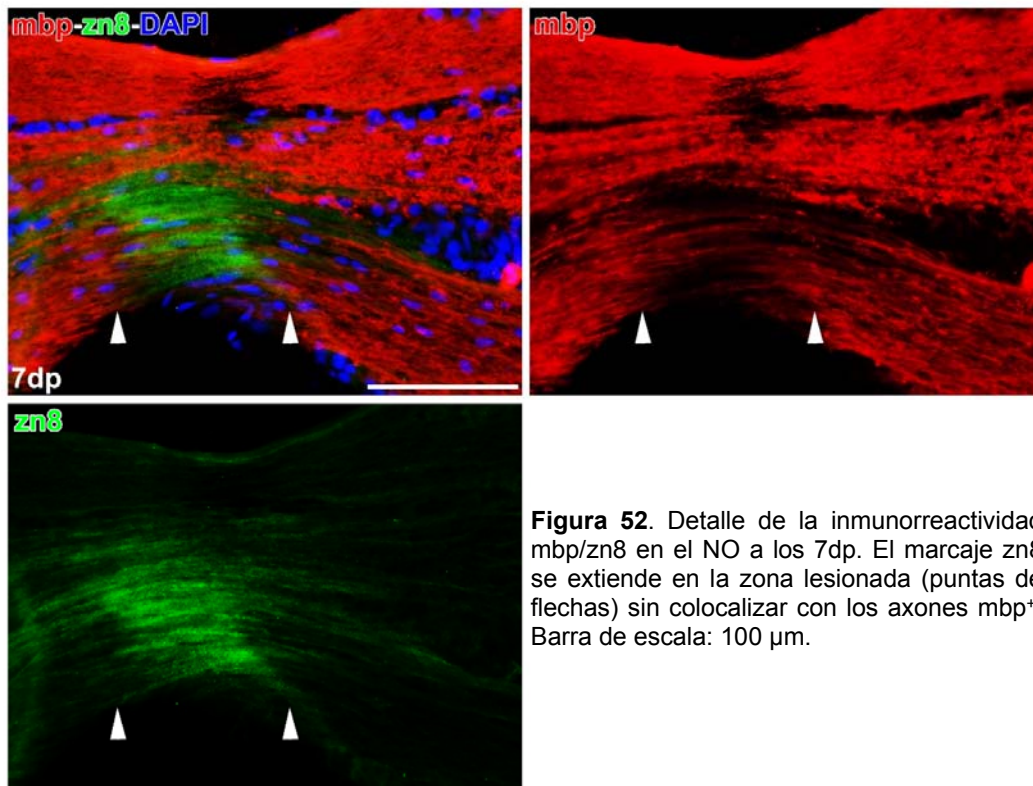 mbp-zn8-DAPI
mbp
7dp
zn8
Figura 52. Detalle de la inmunorreactividad
mbp/zn8 en el NO a los 7dp. El marcaje zn8
se extiende en la zona lesionada (puntas de
flechas) sin colocalizar con los axones mbp⁺
Barra de escala: 100 µm.